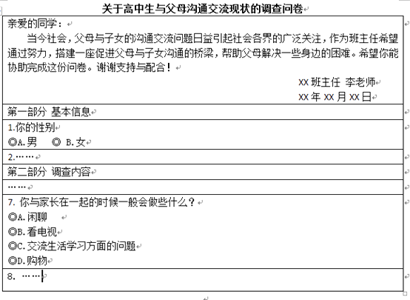 关于高中生与父母沟通交流现状的调查问卷
亲爱的同学:
当今社会,父母与子女的沟通交流问题日益引起社会各界的广泛关注,作为班主任希望
通过努力,搭建一座促进父母与子女沟通的桥梁,帮助父母解决一些身边的困难。希望你能
协助完成这份问卷。谢谢支持与配合!
XX 班主任 李老师
XX 年 XX 月 XX 日
第一部分 基本信息
1.你的性别
◎A.男 ◎ B.女
2.……
第二部分 调查内容
……
7. 你与家长在一起的时候一般会做些什么?
◎A.闲聊
◎B.看电视
◎C.交流生活学习方面的问题
◎D.购物
8. ……